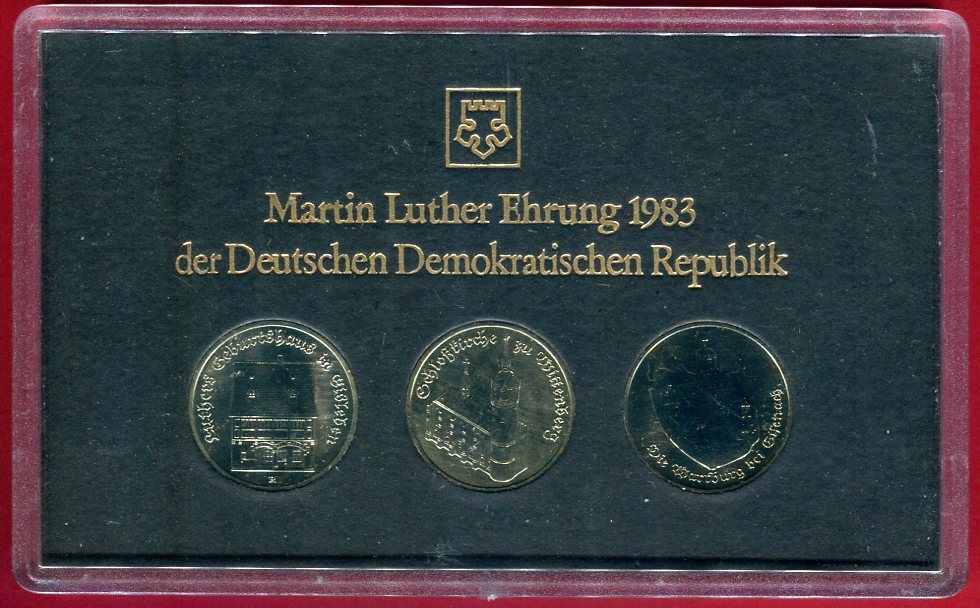 Martin Luther Ehrung 1983
der Deutschen Demokratischen Republik
Luthers Geburtshaus in Eisleben
R
Schloßkirche zu Wittenberg
Die Wartburg bei Eisenach